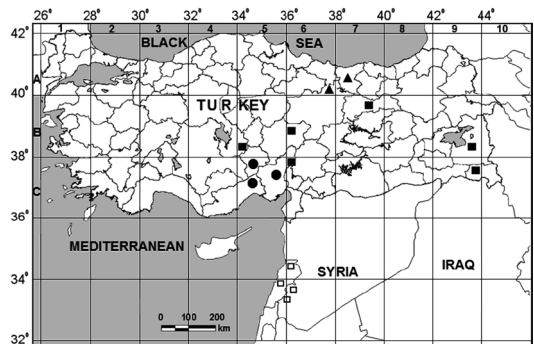 26° 1 28° 2 30° 3 32° 4 34° 5 36° 6 38° 7 40° 8 42° 9 44° 10
42°
BLACK SEA
A
40°
TURKEY
B
38°
C
36°
MEDITERRANEAN
SYRIA
IRAQ
34°
0 100 200
km
32°